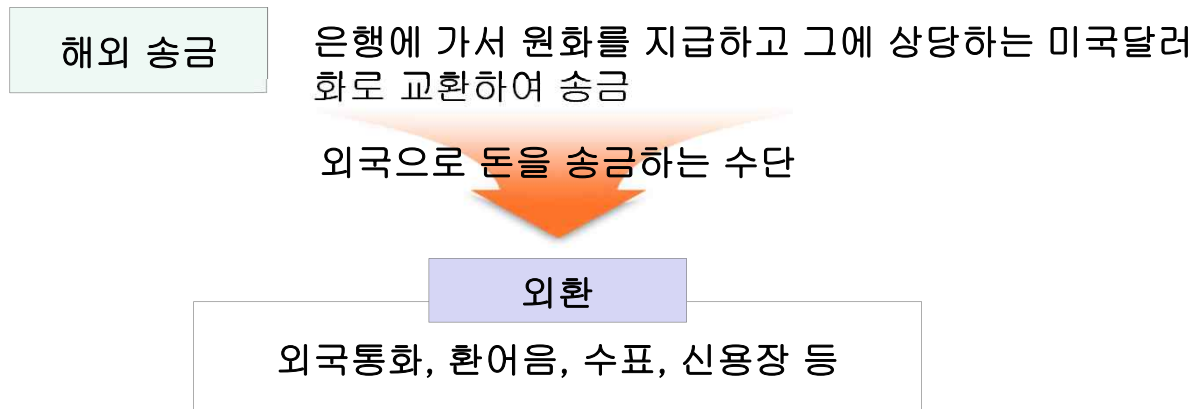 해외 송금
은행에 가서 원화를 지급하고 그에 상당하는 미국달러
화로 교환하여 송금
외국으로 돈을 송금하는 수단
외환
외국통화, 환어음, 수표, 신용장 등